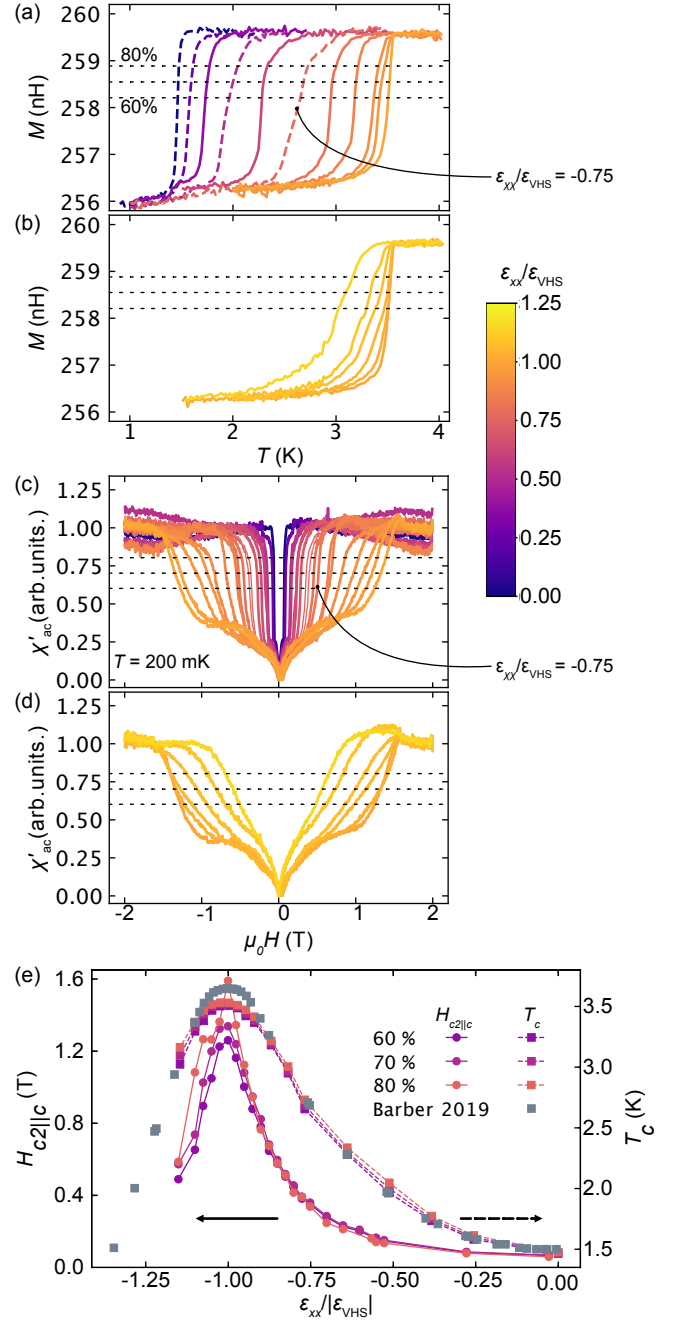 (a)
260
259
258
256
256
M (nH)
80%
60%
εxx/εVHS = -0.75
(b)
260
259
258
256
256
M (nH)
1
2
3
4
T (K)
εxx/εVHS
1.25
1.00
0.75
0.50
0.25
0.00
(c)
1.25
1.00
0.75
0.50
0.25
0.00
χ′ac(arb.units.)
T = 200 mK
εxx/εVHS = -0.75
(d)
1.25
1.00
0.75
0.50
0.25
0.00
χ′ac(arb.units.)
-2
-1
0
1
2
μ0H (T)
(e)
1.6
1.2
0.8
0.4
0.0
Hc2||c (T)
Hc2||c Tc
60 %
70 %
80 %
Barber 2019
3.5
3.0
2.5
2.0
1.5
Tc (K)
-1.25
-1.00
-0.75
-0.50
-0.25
0.00
εxx/|εVHS|